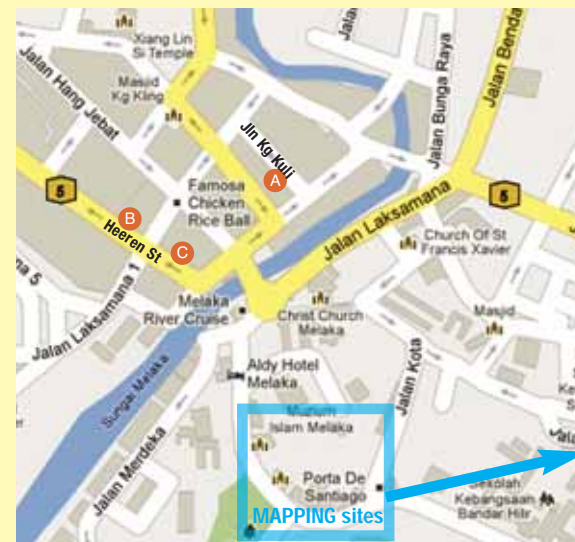 Xiang Lin
Si Temple
Jalan Hang Jebat
Masjid
Kg Kling
Jln Kg Kuli
A
Jalan Bunga Raya
Jalan Benda
5
Famosa
Chicken
Rice Ball
B
Heeren St
C
5
Jalan Laksamana
Church Of St
Francis Xavier
Jalan Laksamana 1
Melaka
River Cruise
Christ Church
Melaka
Masjid
Sungai Melaka
Aldy Hotel
Melaka
Jalan Kota
Jalan Merdeka
Muzium
Islam Melaka
Porta De
Santiago
MAPPING sites
Sekolah
Kebangsaan
Bandar Hilir